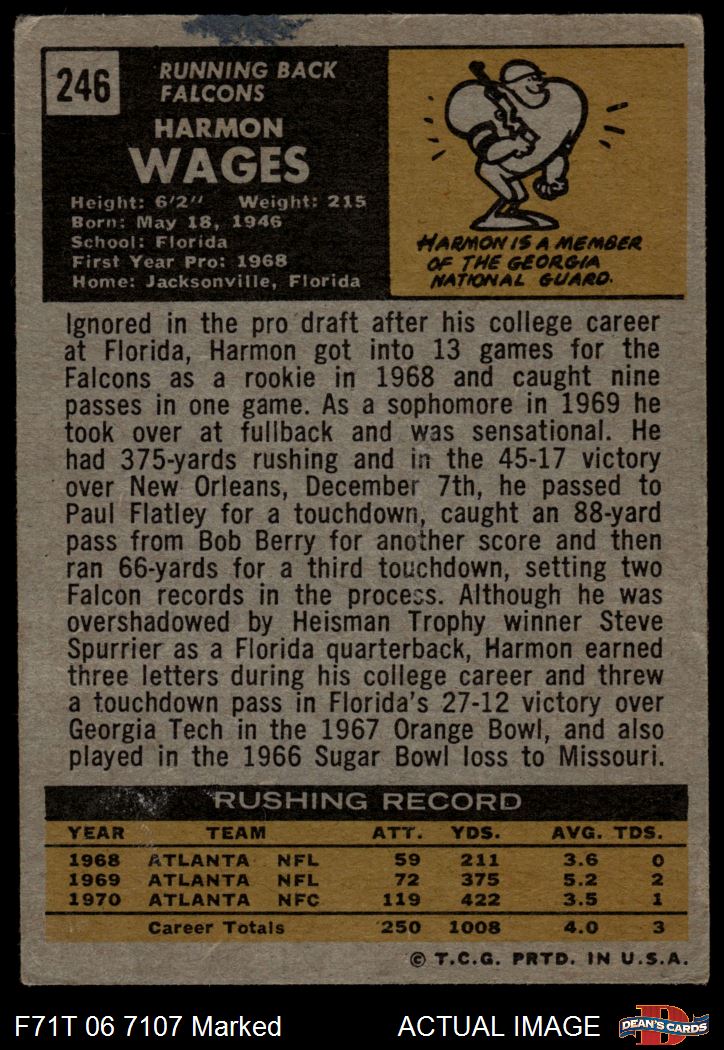 246
RUNNING BACK
FALCONS
HARMON
WAGES
Height: 6'2" Weight: 215
Born: May 18, 1946
School: Florida
First Year Pro: 1968
Home: Jacksonville, Florida
HARMON IS A MEMBER
OF THE GEORGIA
NATIONAL GUARD.
Ignored in the pro draft after his college career
at Florida, Harmon got into 13 games for the
Falcons as a rookie in 1968 and caught nine
passes in one game. As a sophomore in 1969 he
took over at fullback and was sensational. He
had 375-yards rushing and in the 45-17 victory
over New Orleans, December 7th, he passed to
Paul Flatley for a touchdown, caught an 88-yard
pass from Bob Berry for another score and then
ran 66-yards for a third touchdown, setting two
Falcon records in the process. Although he was
overshadowed by Heisman Trophy winner Steve
Spurrier as a Florida quarterback, Harmon earned
three letters during his college career and threw
a touchdown pass in Florida's 27-12 victory over
Georgia Tech in the 1967 Orange Bowl, and also
played in the 1966 Sugar Bowl loss to Missouri.
RUSHING RECORD
YEAR TEAM ATT. YDS. AVG. TDS.
1968 ATLANTA NFL 59 211 3.6 0
1969 ATLANTA NFL 72 375 5.2 2
1970 ATLANTA NFC 119 422 3.5 1
Career Totals 250 1008 4.0 3
© T.C.G. PRTD. IN U.S.A.
F71T 06 7107 Marked ACTUAL IMAGE
D
DEAN'S CARDS